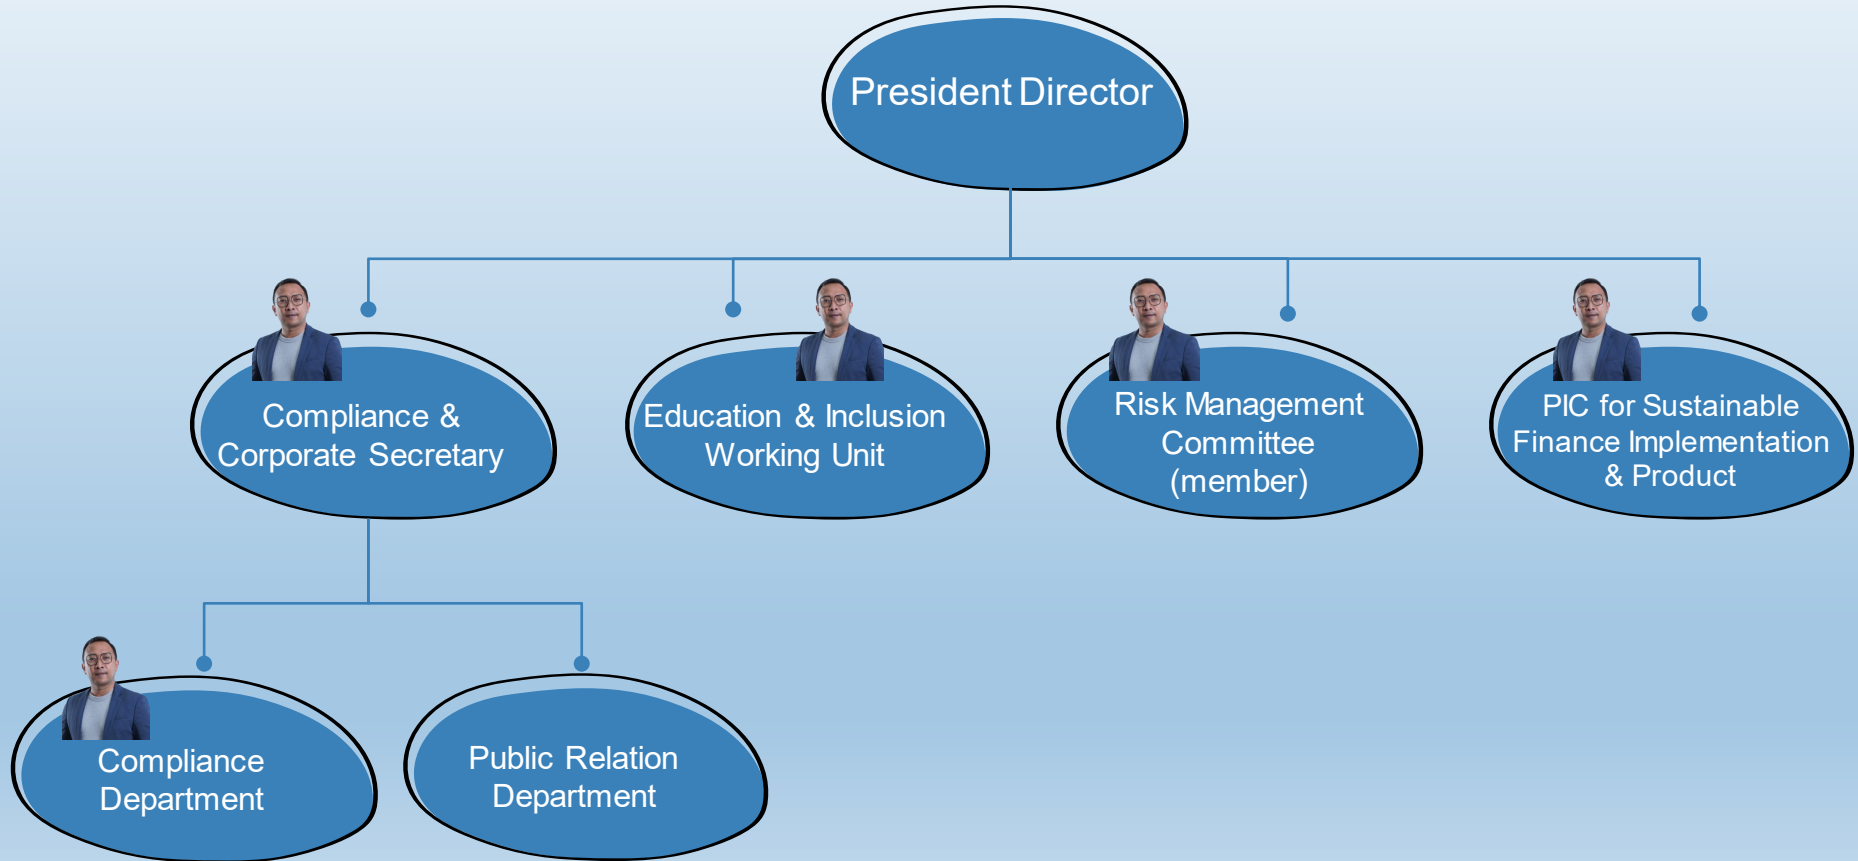 President Director
Compliance &
Corporate Secretary
Education & Inclusion
Working Unit
Risk Management
Committee
(member)
PIC for Sustainable
Finance Implementation
& Product
Compliance
Department
Public Relation
Department